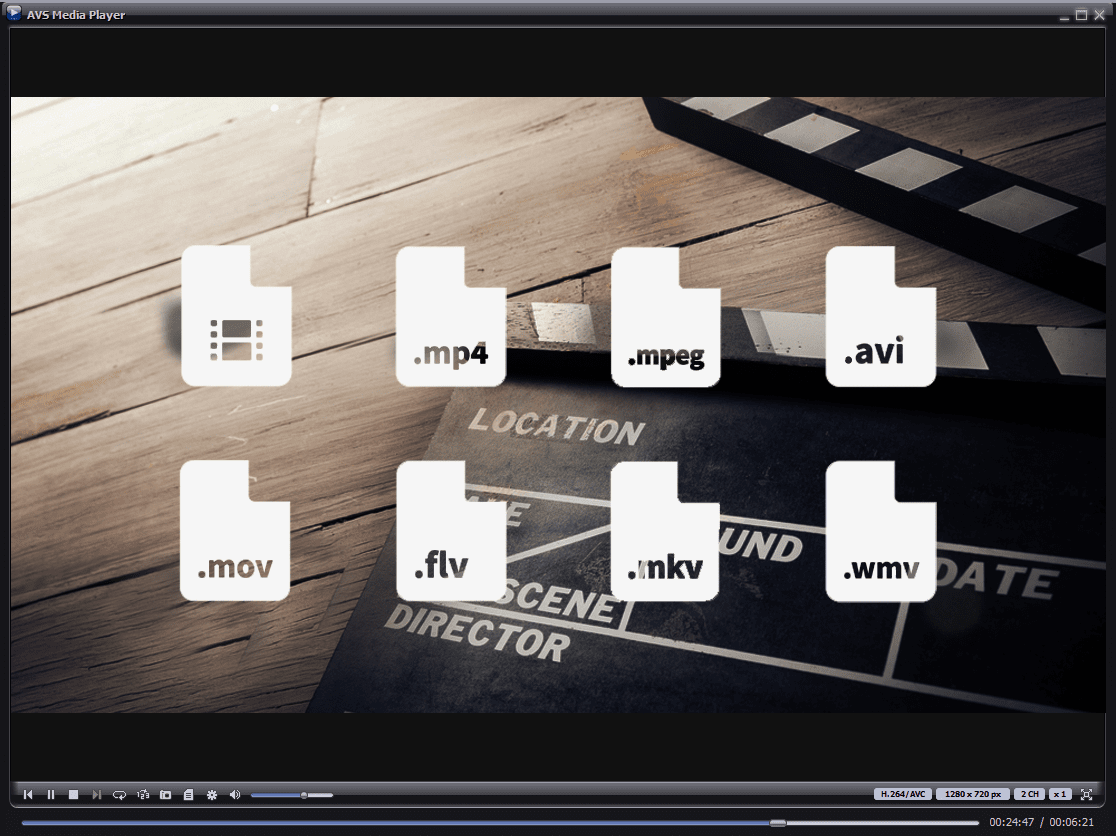 AVS Media Player
.mp4
.mpeg
.avi
LOCATION
.mov
.flv
.mkv
.wmv
UND
DATE
SCENE
DIRECTOR
H.264/AVC
1280 x 720 px
2 CH
x 1
00:24:47 / 00:06:21